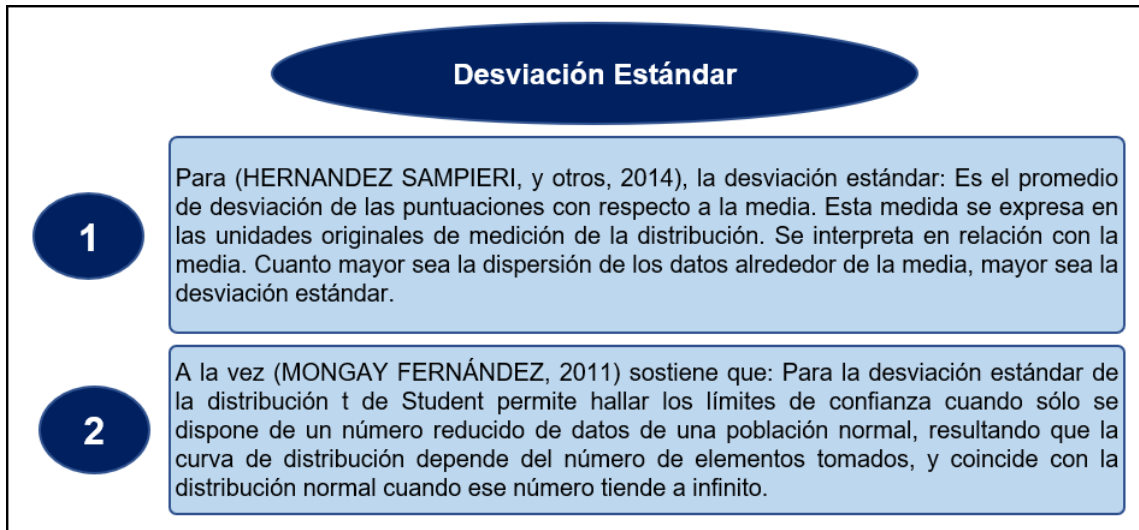 Desviación Estándar
1
Para (HERNANDEZ SAMPIERI, y otros, 2014), la desviación estándar: Es el promedio
de desviación de las puntuaciones con respecto a la media. Esta medida se expresa en
las unidades originales de medición de la distribución. Se interpreta en relación con la
media. Cuanto mayor sea la dispersión de los datos alrededor de la media, mayor sea la
desviación estándar.
2
A la vez (MONGAY FERNÁNDEZ, 2011) sostiene que: Para la desviación estándar de
la distribución t de Student permite hallar los límites de confianza cuando sólo se
dispone de un número reducido de datos de una población normal, resultando que la
curva de distribución depende del número de elementos tomados, y coincide con la
distribución normal cuando ese número tiende a infinito.